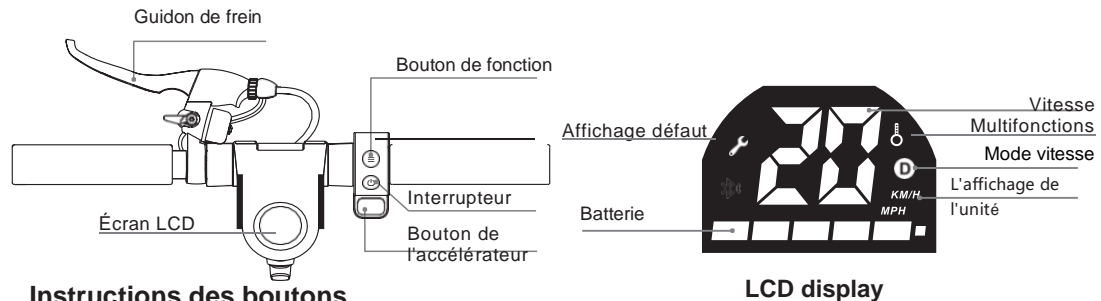 Guidon de frein
Bouton de fonction
Interrupteur
Écran LCD
Bouton de
l'accélérateur
Instructions des boutons
Affichage défaut
20
Vitesse
Multifonctions
D
Mode vitesse
KM/H
MPH
L'affichage de
l'unité
Batterie
LCD display